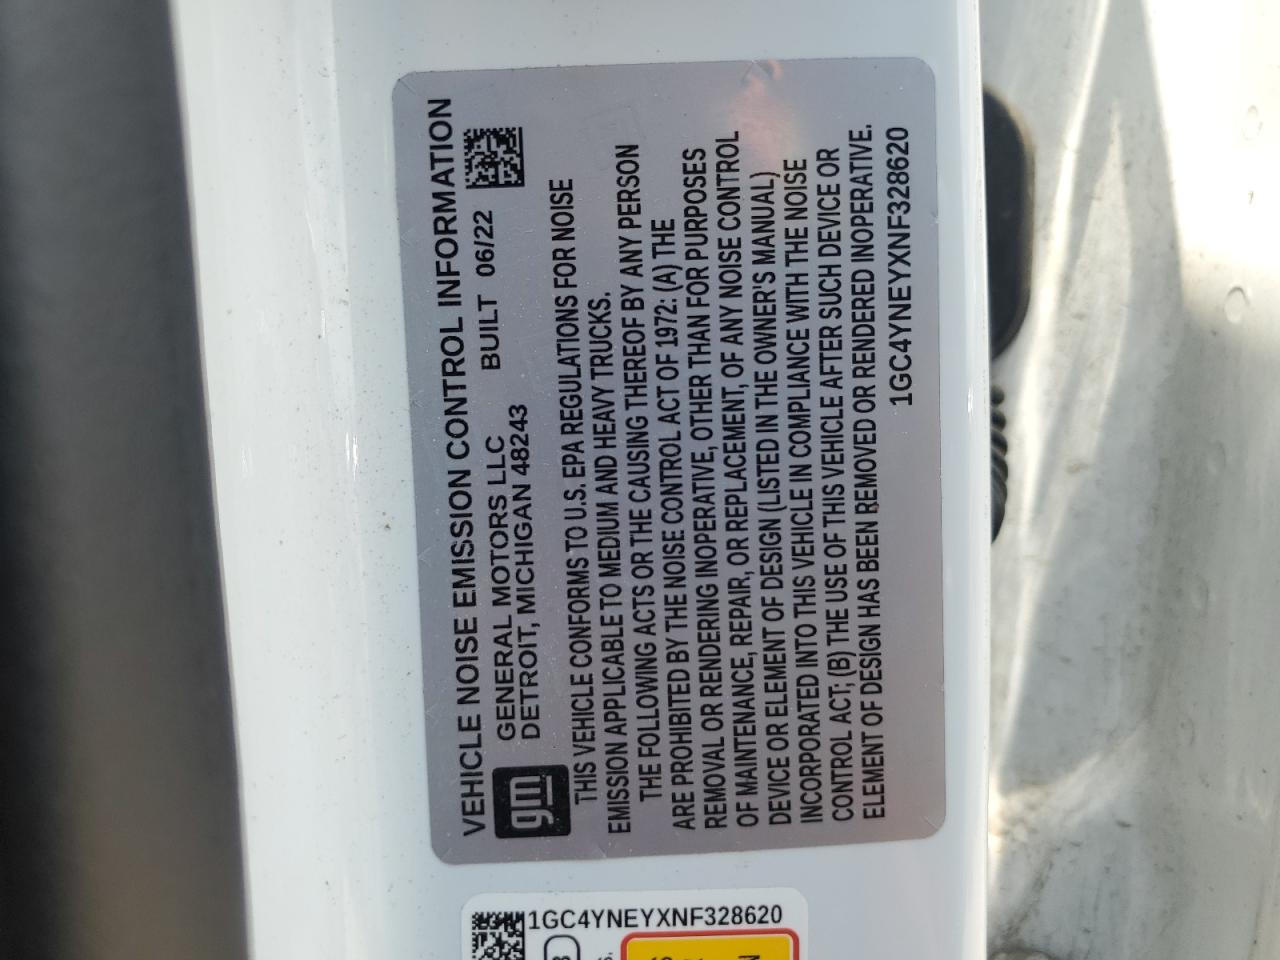 VEHICLE NOISE EMISSION CONTROL INFORMATION
gm
GENERAL MOTORS LLC
DETROIT, MICHIGAN 48243
BUILT 06/22
THIS VEHICLE CONFORMS TO U.S. EPA REGULATIONS FOR NOISE
EMISSION APPLICABLE TO MEDIUM AND HEAVY TRUCKS.
THE FOLLOWING ACTS OR THE CAUSING THEREOF BY ANY PERSON
ARE PROHIBITED BY THE NOISE CONTROL ACT OF 1972: (A) THE
REMOVAL OR RENDERING INOPERATIVE, OTHER THAN FOR PURPOSES
OF MAINTENANCE, REPAIR, OR REPLACEMENT, OF ANY NOISE CONTROL
DEVICE OR ELEMENT OF DESIGN (LISTED IN THE OWNER'S MANUAL)
INCORPORATED INTO THIS VEHICLE IN COMPLIANCE WITH THE NOISE
CONTROL ACT; (B) THE USE OF THIS VEHICLE AFTER SUCH DEVICE OR
ELEMENT OF DESIGN HAS BEEN REMOVED OR RENDERED INOPERATIVE.
1GC4YNEYXNF328620
1GC4YNEYXNF328620